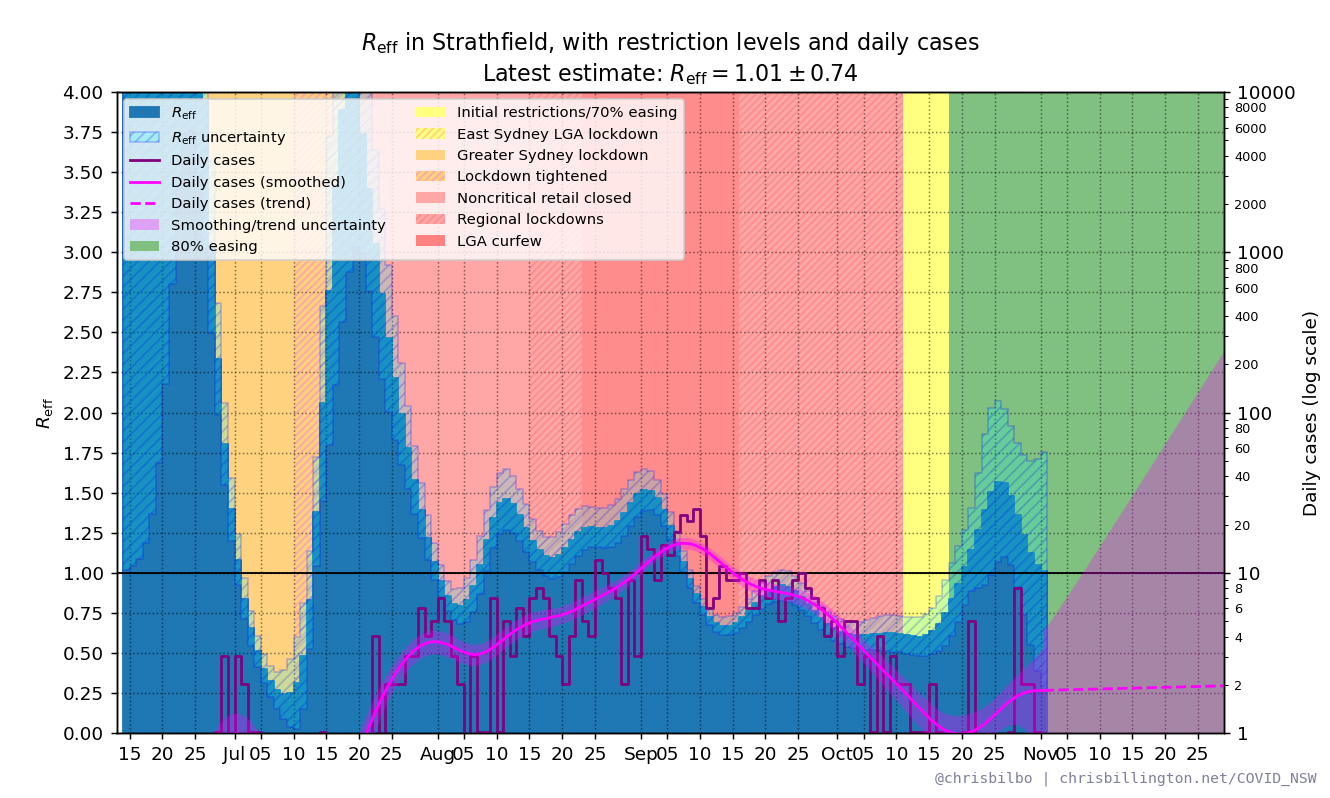 Reff in Strathfield, with restriction levels and daily cases
Latest estimate: Reff = 1.01 ± 0.74
Reff
Reff uncertainty
Daily cases
Daily cases (smoothed)
Daily cases (trend)
Smoothing/trend uncertainty
80% easing
Initial restrictions/70% easing
East Sydney LGA lockdown
Greater Sydney lockdown
Lockdown tightened
Noncritical retail closed
Regional lockdowns
LGA curfew
4.00
3.75
3.50
3.25
3.00
2.75
2.50
2.25
2.00
1.75
1.50
1.25
1.00
0.75
0.50
0.25
0.00
Reff
10000
8000
6000
4000
2000
1000
800
600
400
200
100
80
60
40
20
10
8
6
4
2
1
Daily cases (log scale)
15 20 25 Jul 05 10 15 20 25 Aug 05 10 15 20 25 Sep 05 10 15 20 25 Oct 05 10 15 20 25 Nov 05 10 15 20 25
@chrisbilbo | chrisbillington.net/COVID_NSW